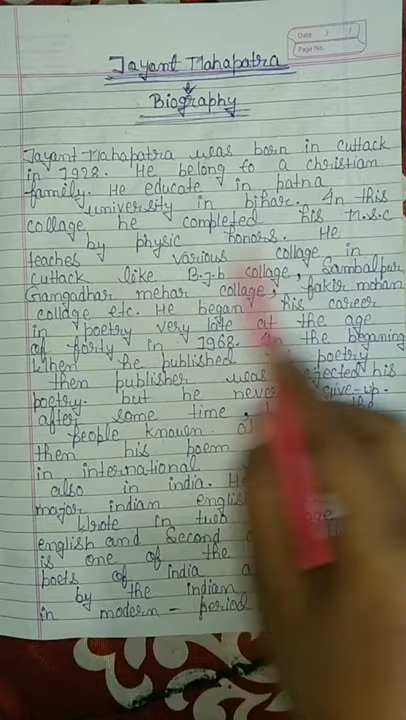 Date / /
Page No.
Jayant Mahapatra
Biography
Jayant Mahapatra was born in cuttack
in 1928. He belong to a christian
family. He educate in patna
university in bihar. In this
collage he completed his M.S.C
by physic honors. He
teaches various collage in
cuttack like B.J.B collage, Sambalpur
Gangadhar mehar collage, fakir moham
collage etc. He began his career
in poetry very late at the age
of forty in 1968. In the beganing
When he published poetry
then publisher was rejected his
poetry. but he never give-up.
after some time
people known
then his poem
in international
also in india.
major indian
Wrote in two
english and Second
is one of the
poets of india a
by the indian
in modern - period